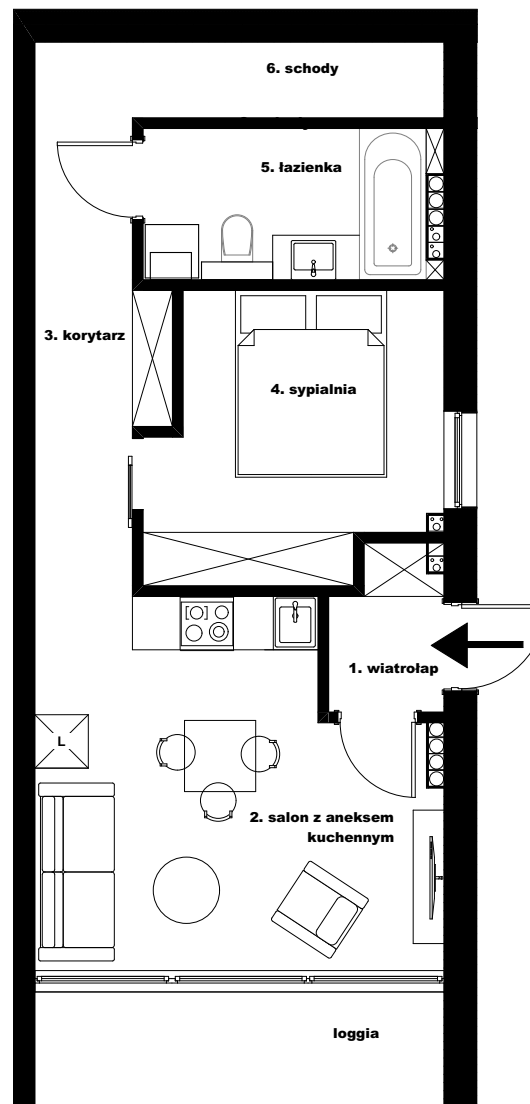 6. schody
5. łazienka
3. korytarz
4. sypialnia
1. wiatrołap
L
2. salon z aneksem
kuchennym
loggia